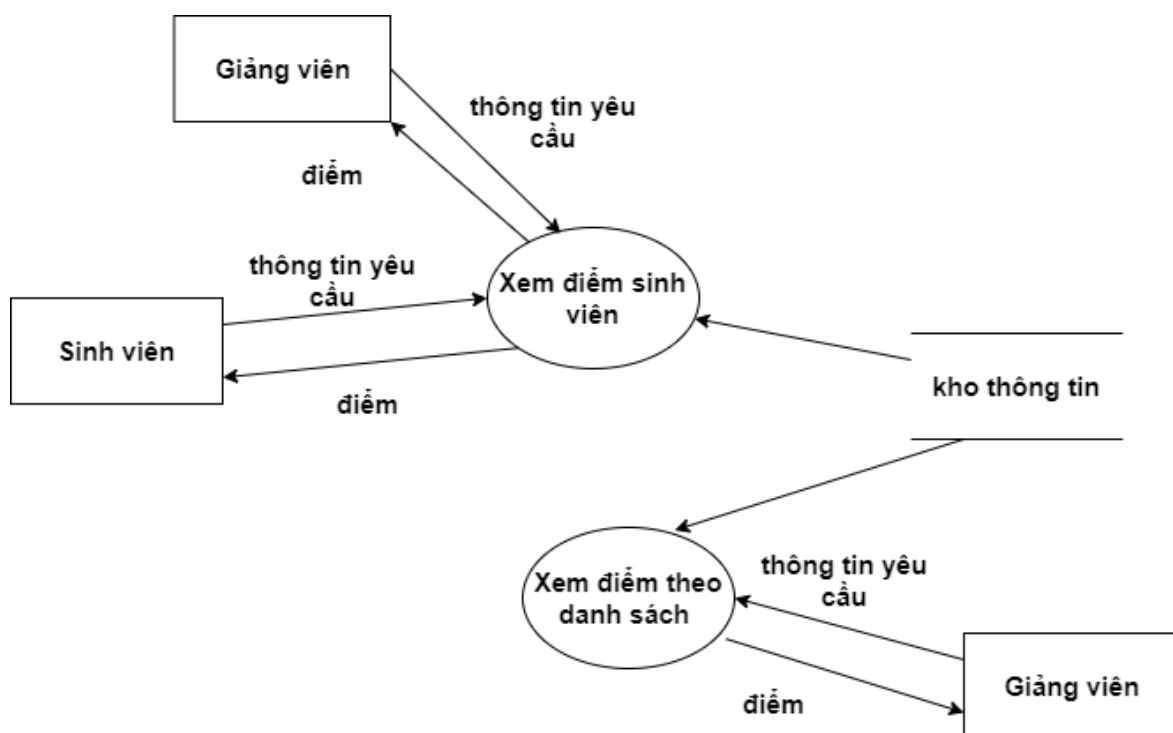 Giảng viên
thông tin yêu
cầu
điểm
thông tin yêu
cầu
Xem điểm sinh
viên
Sinh viên
điểm
kho thông tin
Xem điểm theo
danh sách
thông tin yêu
cầu
Giảng viên
điểm